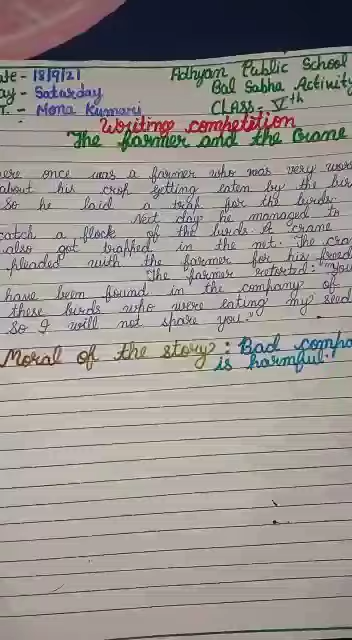 ate - 18/9/21 Adhyan Public School
ay - Saturday Bal Sabha Activity
T. - Mona Kumari CLASS - Vth
Writing competition
The farmer and the Crane
ere once was a farmer who was very wor
about his crop getting eaten by the bir
So he laid a trap for the birds.
Next day he managed to
catch a flock of the birds. A crane
also got trapped in the net. The cra
pleaded with the farmer for his freed
The farmer retorted: "You
have been found in the company of
these birds who were eating my seed
So I will not spare you."
Moral of the story: Bad compa
is harmful.